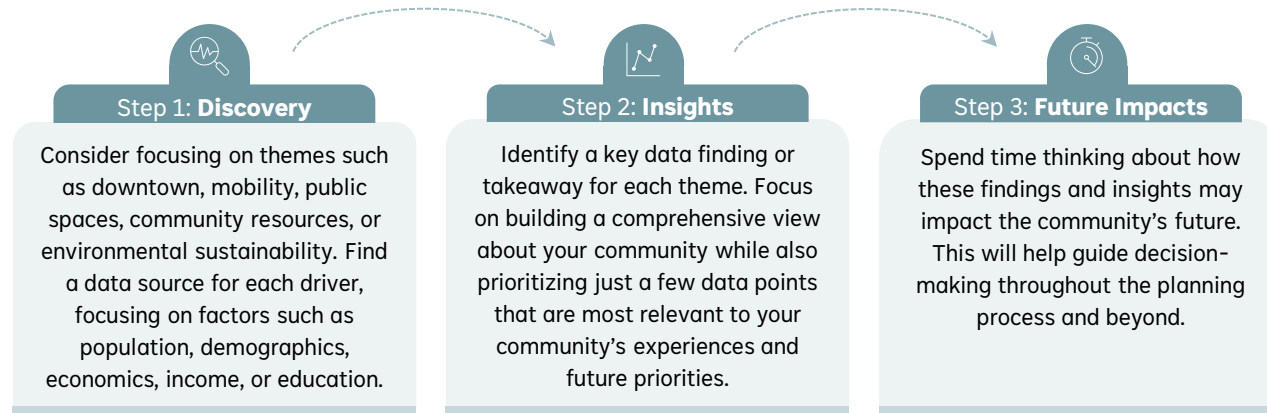 Step 1: Discovery
Consider focusing on themes such
as downtown, mobility, public
spaces, community resources, or
environmental sustainability. Find
a data source for each driver,
focusing on factors such as
population, demographics,
economics, income, or education.
Step 2: Insights
Identify a key data finding or
takeaway for each theme. Focus
on building a comprehensive view
about your community while also
prioritizing just a few data points
that are most relevant to your
community's experiences and
future priorities.
Step 3: Future Impacts
Spend time thinking about how
these findings and insights may
impact the community's future.
This will help guide decision-
making throughout the planning
process and beyond.